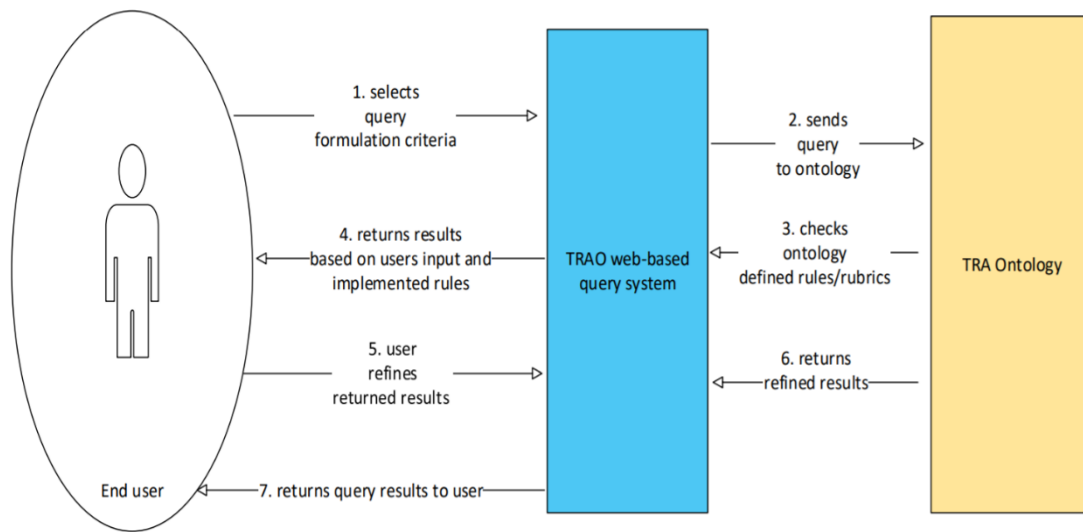 1. selects
query
formulation criteria
2. sends
query
to ontology
3. checks
ontology
defined rules/rubrics
4. returns results
based on users input and
implemented rules
TRAO web-based
query system
TRA Ontology
5. user
refines
returned results
6. returns
refined results
End user
7. returns query results to user